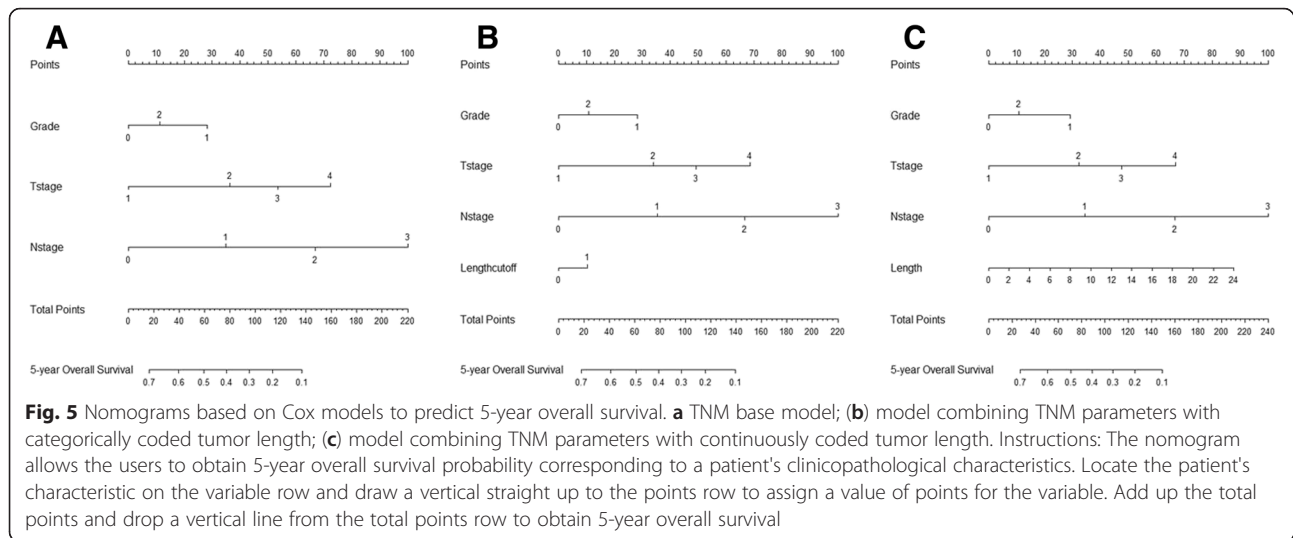 A
B
C
Points
0 10 20 30 40 50 60 70 80 90 100
Points
0 10 20 30 40 50 60 70 80 90 100
Points
0 10 20 30 40 50 60 70 80 90 100
Grade
2
0 1
Grade
2
0 1
Grade
2
0 1
Tstage
2 4
1 3
Tstage
2 4
1 3
Tstage
2 4
1 3
Nstage
1 3
0 2
Nstage
1 3
0 2
Nstage
1 3
0 2
Lengthcutoff
1
0
Length
0 2 4 6 8 10 12 14 16 18 20 22 24
Total Points
0 20 40 60 80 100 120 140 160 180 200 220
Total Points
0 20 40 60 80 100 120 140 160 180 200 220
Total Points
0 20 40 60 80 100 120 140 160 180 200 220 240
5-year Overall Survival
0.7 0.6 0.5 0.4 0.3 0.2 0.1
5-year Overall Survival
0.7 0.6 0.5 0.4 0.3 0.2 0.1
5-year Overall Survival
0.7 0.6 0.5 0.4 0.3 0.2 0.1
Fig. 5 Nomograms based on Cox models to predict 5-year overall survival. a TNM base model; (b) model combining TNM parameters with
categorically coded tumor length; (c) model combining TNM parameters with continuously coded tumor length. Instructions: The nomogram
allows the users to obtain 5-year overall survival probability corresponding to a patient's clinicopathological characteristics. Locate the patient's
characteristic on the variable row and draw a vertical straight up to the points row to assign a value of points for the variable. Add up the total
points and drop a vertical line from the total points row to obtain 5-year overall survival